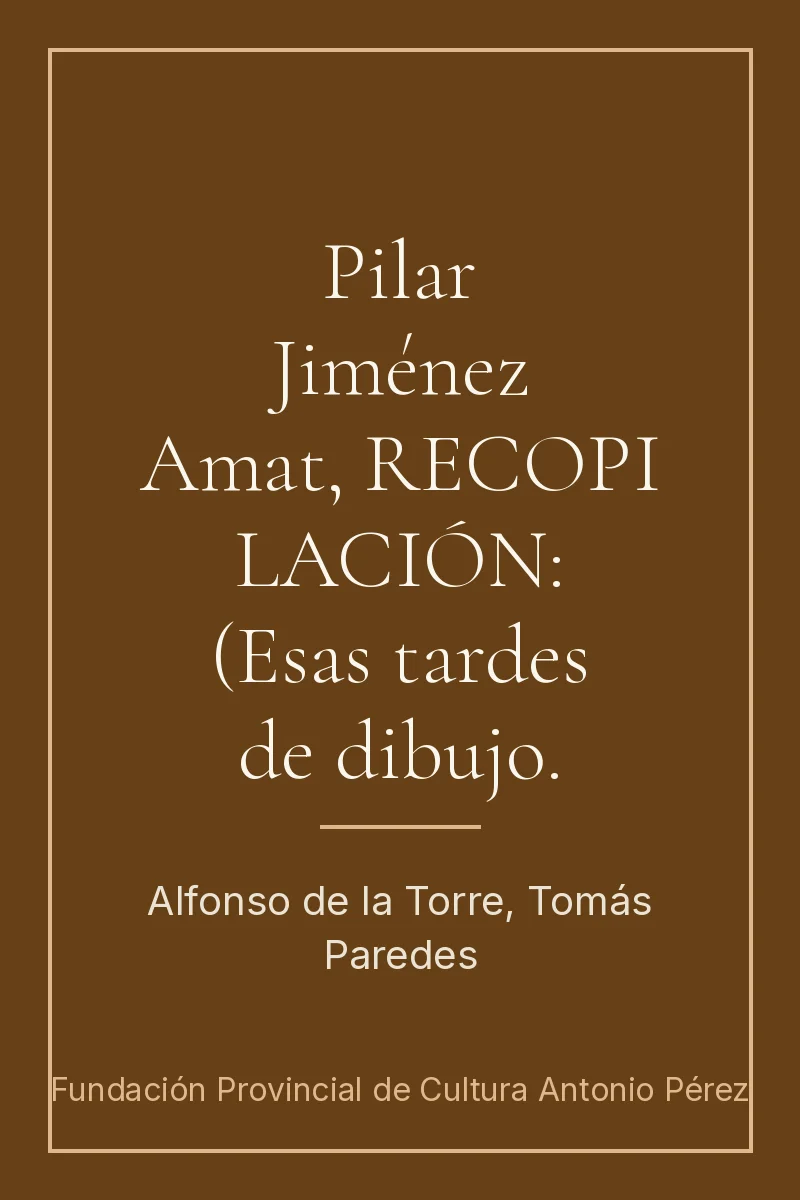 Pilar
Jiménez
Amat, RECOPI
LACIÓN:
(Esas tardes
de dibujo.
Alfonso de la Torre, Tomás
Paredes
Fundación Provincial de Cultura Antonio Pérez